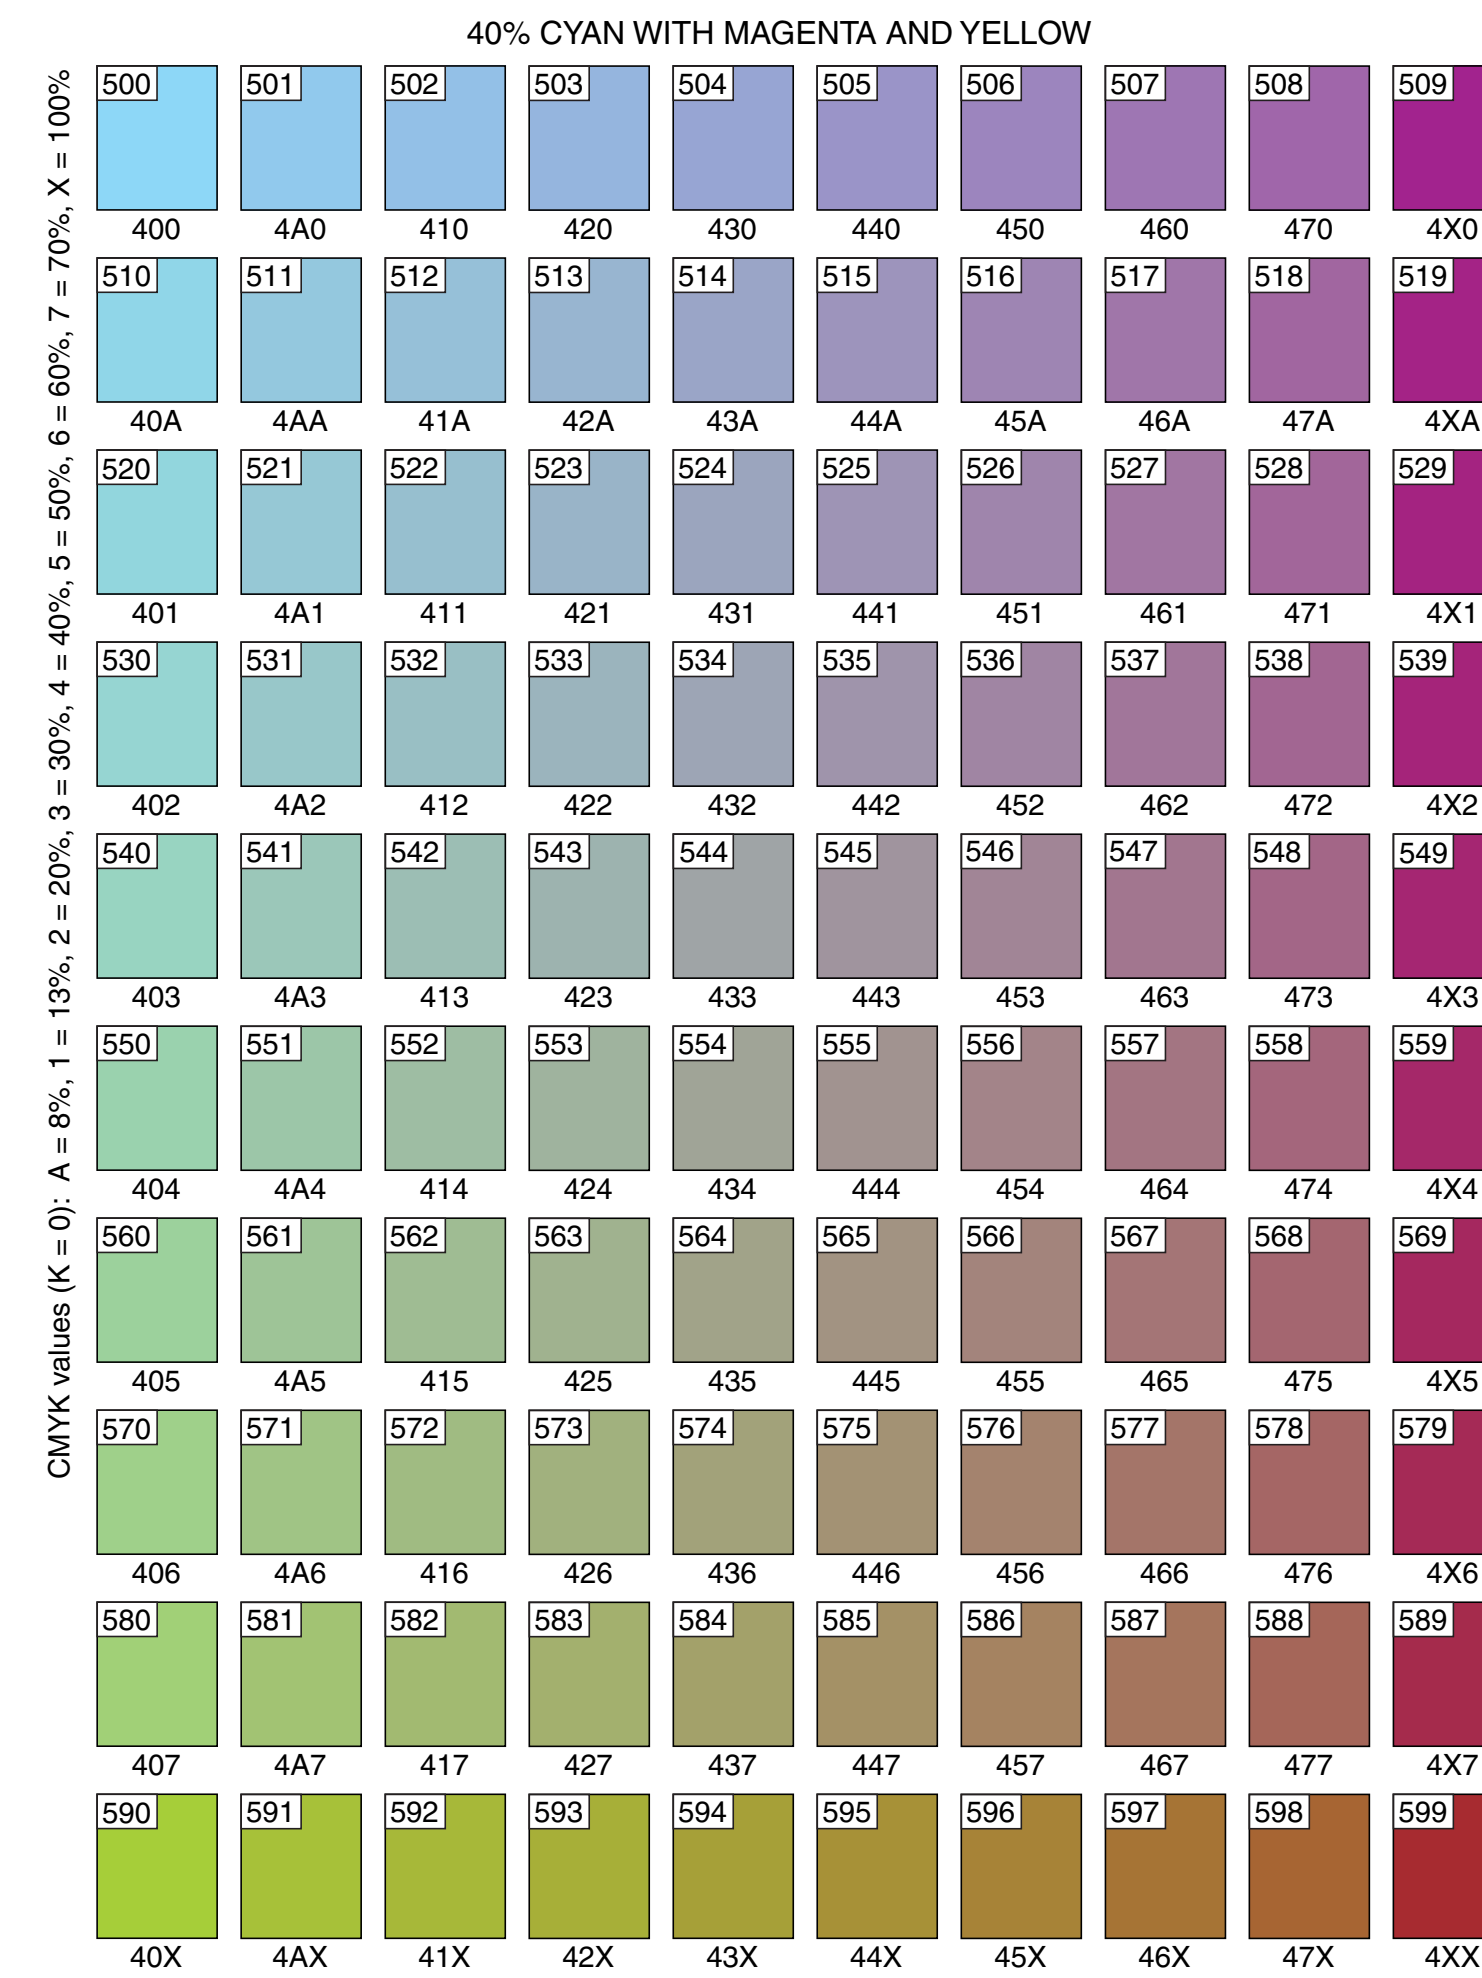 40% CYAN WITH MAGENTA AND YELLOW
CMYK values (K = 0): A = 8%, 1 = 13%, 2 = 20%, 3 = 30%, 4 = 40%, 5 = 50%, 6 = 60%, 7 = 70%, X = 100%
500 501 502 503 504 505 506 507 508 509
400 4A0 410 420 430 440 450 460 470 4X0
510 511 512 513 514 515 516 517 518 519
40A 4AA 41A 42A 43A 44A 45A 46A 47A 4XA
520 521 522 523 524 525 526 527 528 529
401 4A1 411 421 431 441 451 461 471 4X1
530 531 532 533 534 535 536 537 538 539
402 4A2 412 422 432 442 452 462 472 4X2
540 541 542 543 544 545 546 547 548 549
403 4A3 413 423 433 443 453 463 473 4X3
550 551 552 553 554 555 556 557 558 559
404 4A4 414 424 434 444 454 464 474 4X4
560 561 562 563 564 565 566 567 568 569
405 4A5 415 425 435 445 455 465 475 4X5
570 571 572 573 574 575 576 577 578 579
406 4A6 416 426 436 446 456 466 476 4X6
580 581 582 583 584 585 586 587 588 589
407 4A7 417 427 437 447 457 467 477 4X7
590 591 592 593 594 595 596 597 598 599
40X 4AX 41X 42X 43X 44X 45X 46X 47X 4XX